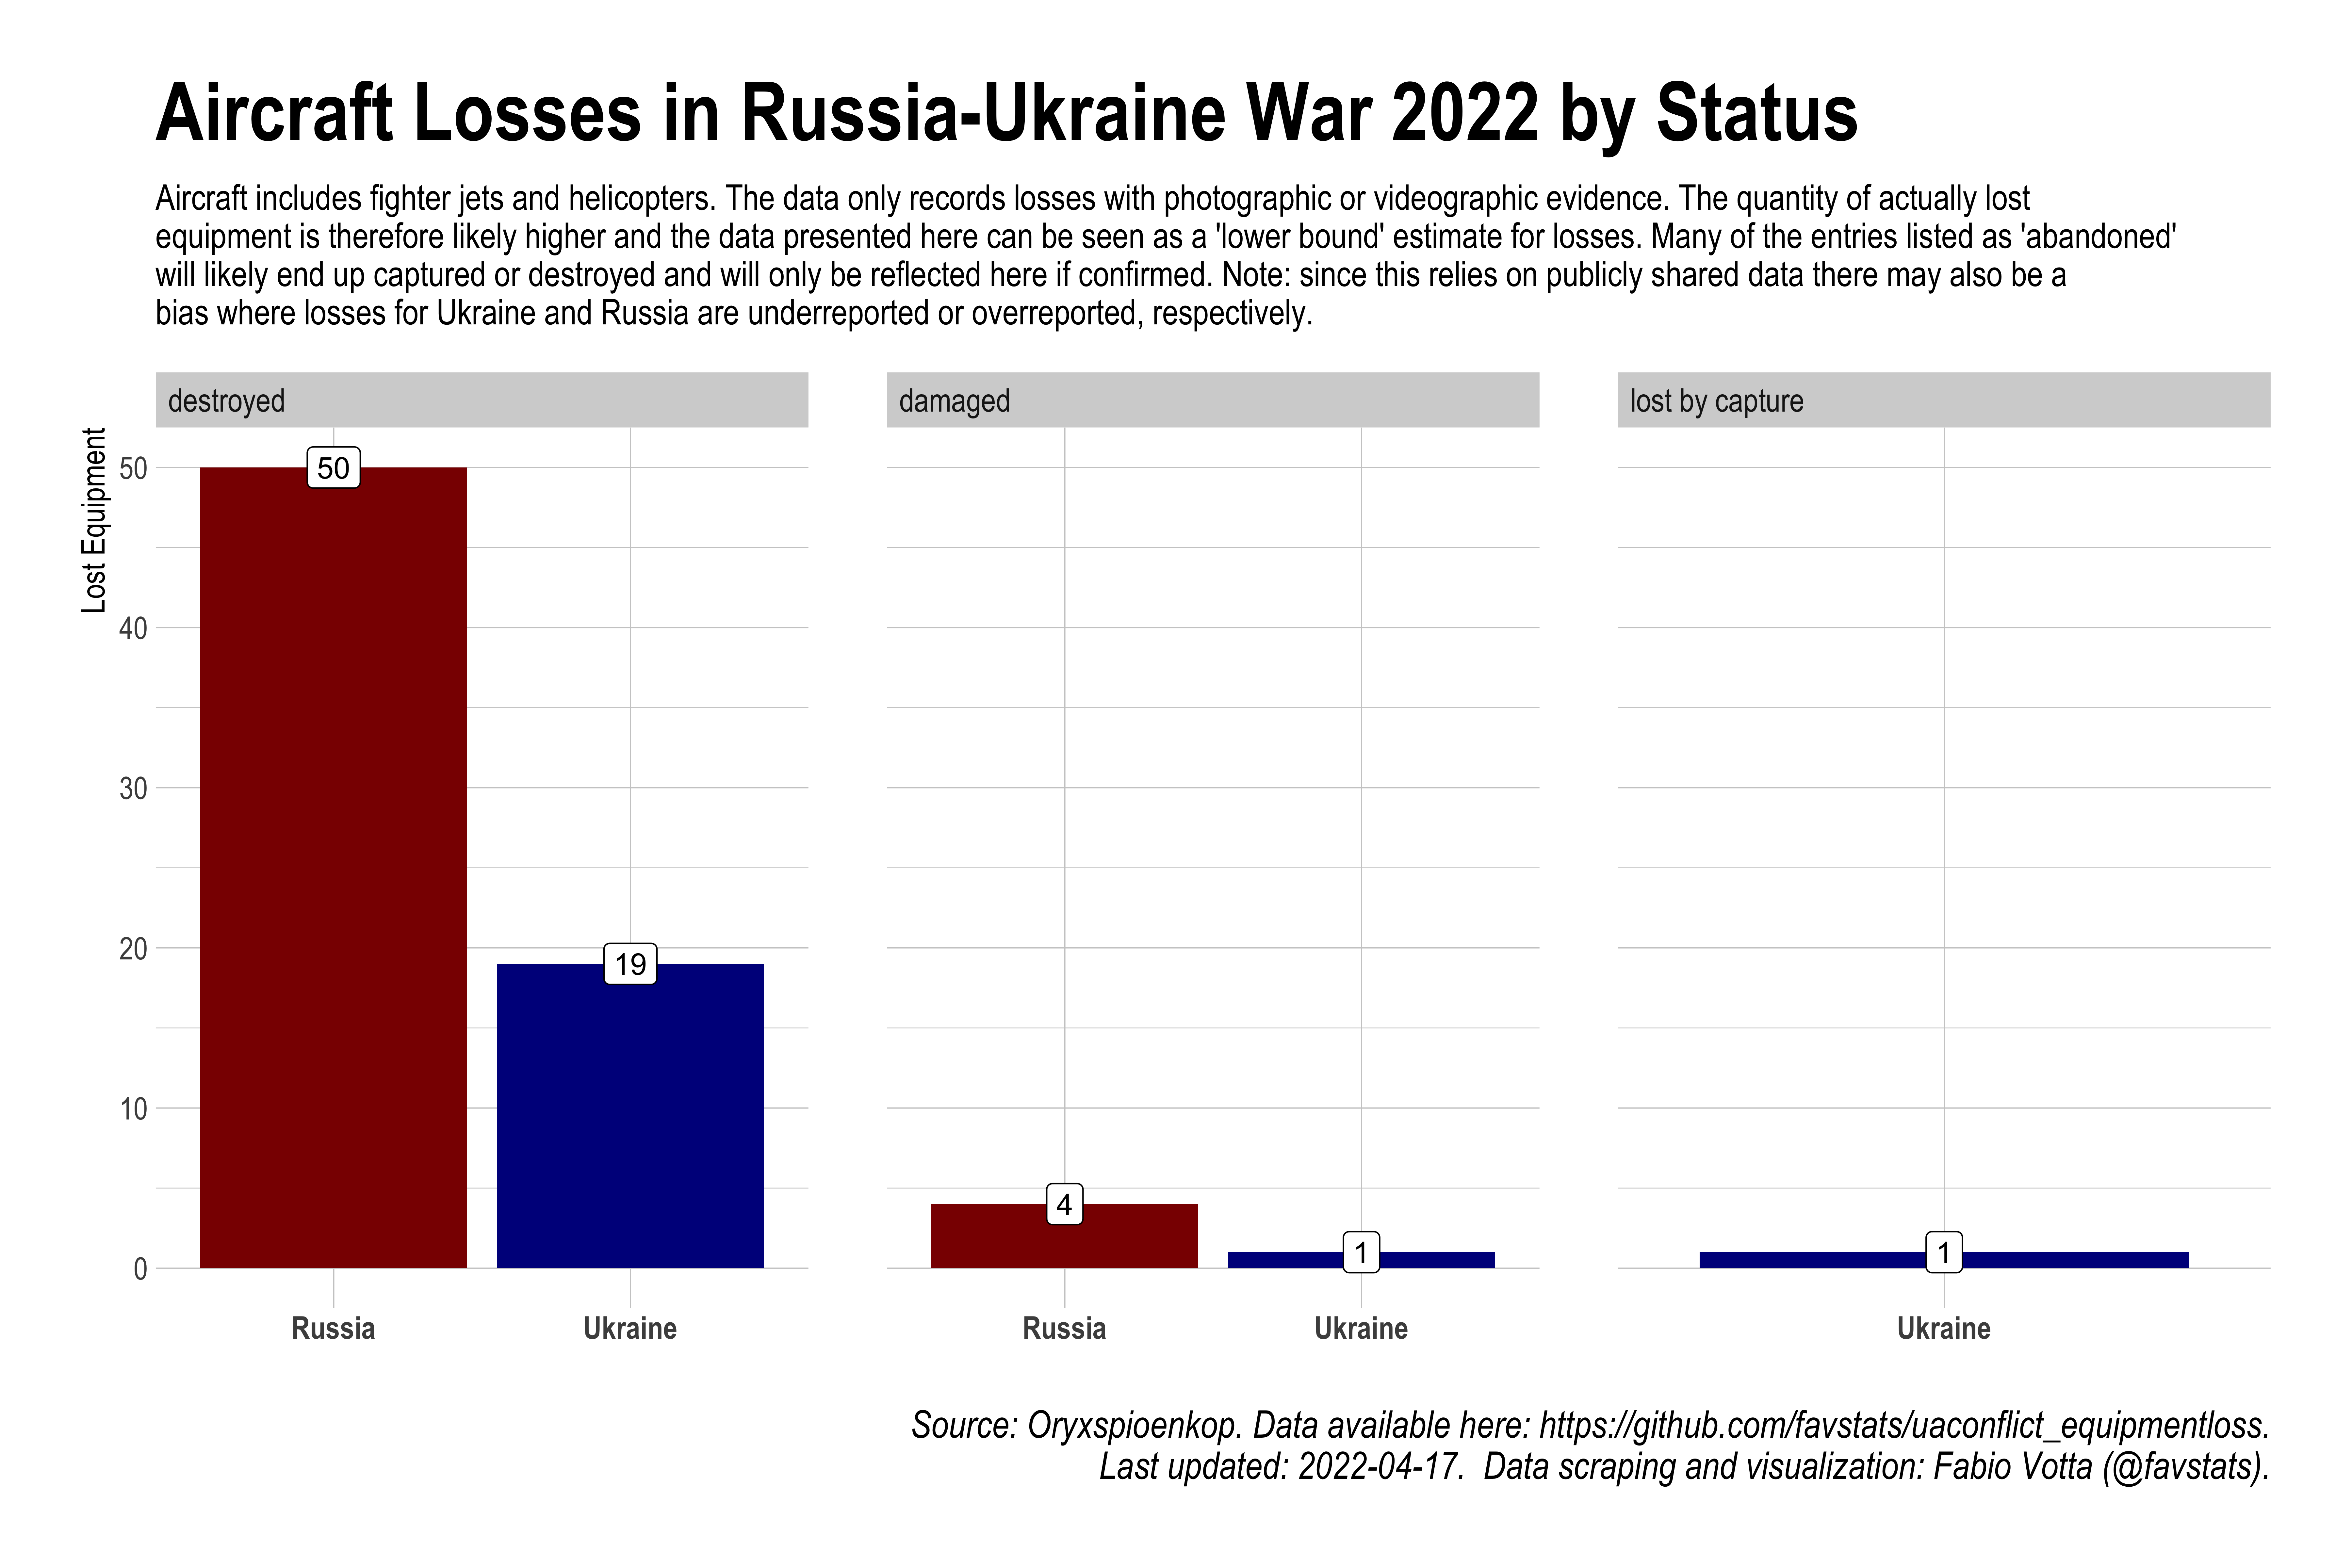 Aircraft Losses in Russia-Ukraine War 2022 by Status
Aircraft includes fighter jets and helicopters. The data only records losses with photographic or videographic evidence. The quantity of actually lost
equipment is therefore likely higher and the data presented here can be seen as a 'lower bound' estimate for losses. Many of the entries listed as 'abandoned'
will likely end up captured or destroyed and will only be reflected here if confirmed. Note: since this relies on publicly shared data there may also be a
bias where losses for Ukraine and Russia are underreported or overreported, respectively.
destroyed
damaged
lost by capture
Lost Equipment
50
40
30
20
10
0
50
19
4
1
1
Russia
Ukraine
Russia
Ukraine
Ukraine
Source: Oryxspioenkop. Data available here: https://github.com/favstats/uaconflict_equipmentloss.
Last updated: 2022-04-17.  Data scraping and visualization: Fabio Votta (@favstats).